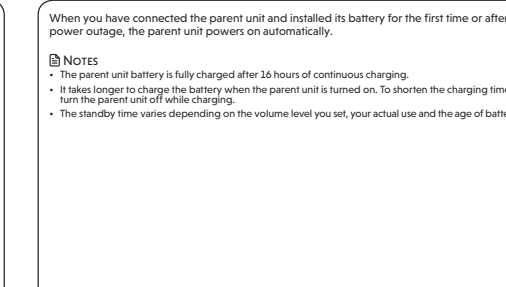 When you have connected the parent unit and installed its battery for the first time or after
power outage, the parent unit powers on automatically.
NOTES
• The parent unit battery is fully charged after 16 hours of continuous charging.
• It takes longer to charge the battery when the parent unit is turned on. To shorten the charging time
turn the parent unit off while charging.
• The standby time varies depending on the volume level you set, your actual use and the age of